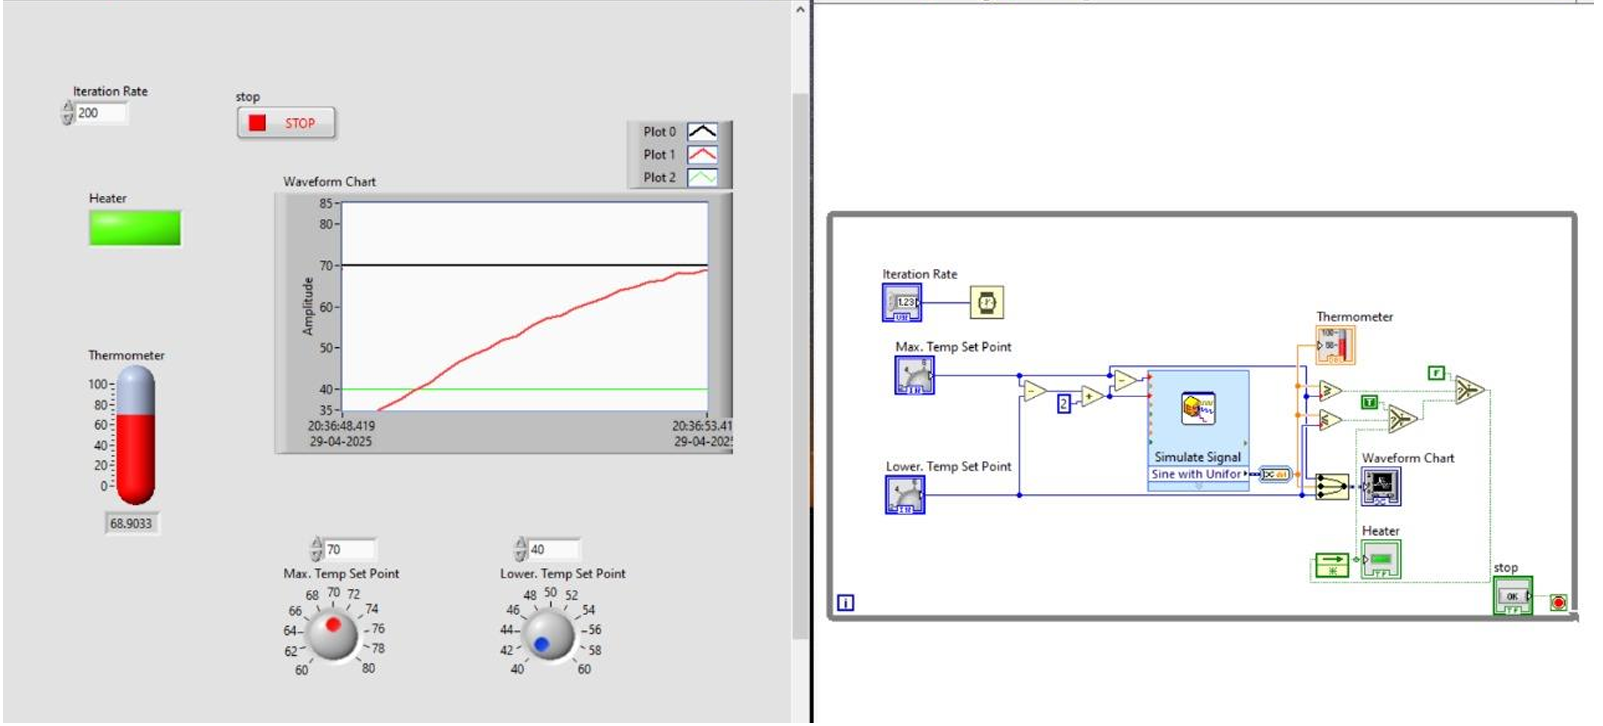 Iteration Rate
200
stop
STOP
Plot 0
Plot 1
Plot 2
Waveform Chart
Heater
85
80
70
60
50
40
35
Amplitude
20:36:48.419
29-04-2025
20:36:53.41
29-04-202
Thermometer
100
80
60
40
20
0
68.9033
70
Max. Temp Set Point
60 62 64 66 68 70 72 74 76 78 80
40
Lower. Temp Set Point
40 42 44 46 48 50 52 54 56 58 60
Iteration Rate
1.23
Max. Temp Set Point
Thermometer
2
F
T
Simulate Signal
Sine with Unifor
Lower. Temp Set Point
Waveform Chart
Heater
TF
stop
OK
TF
i